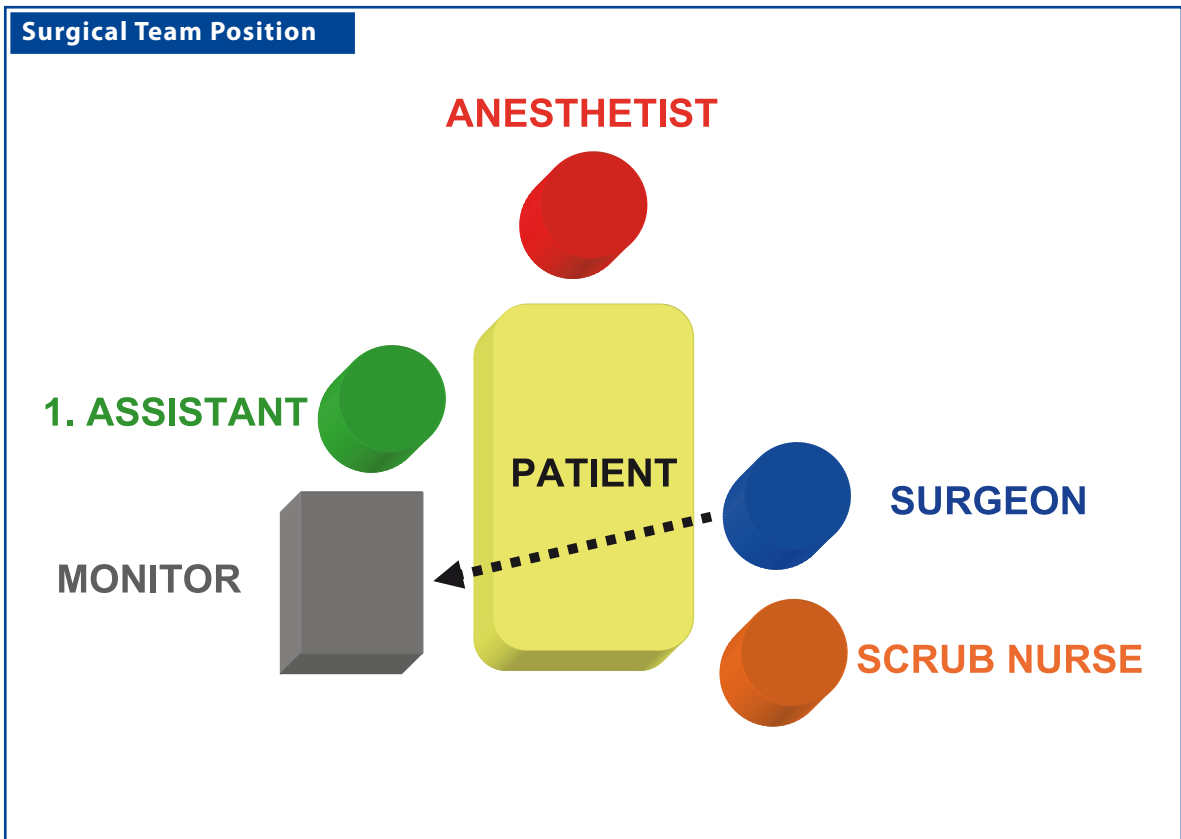 Surgical Team Position
ANESTHETIST
1. ASSISTANT
PATIENT
SURGEON
MONITOR
SCRUB NURSE